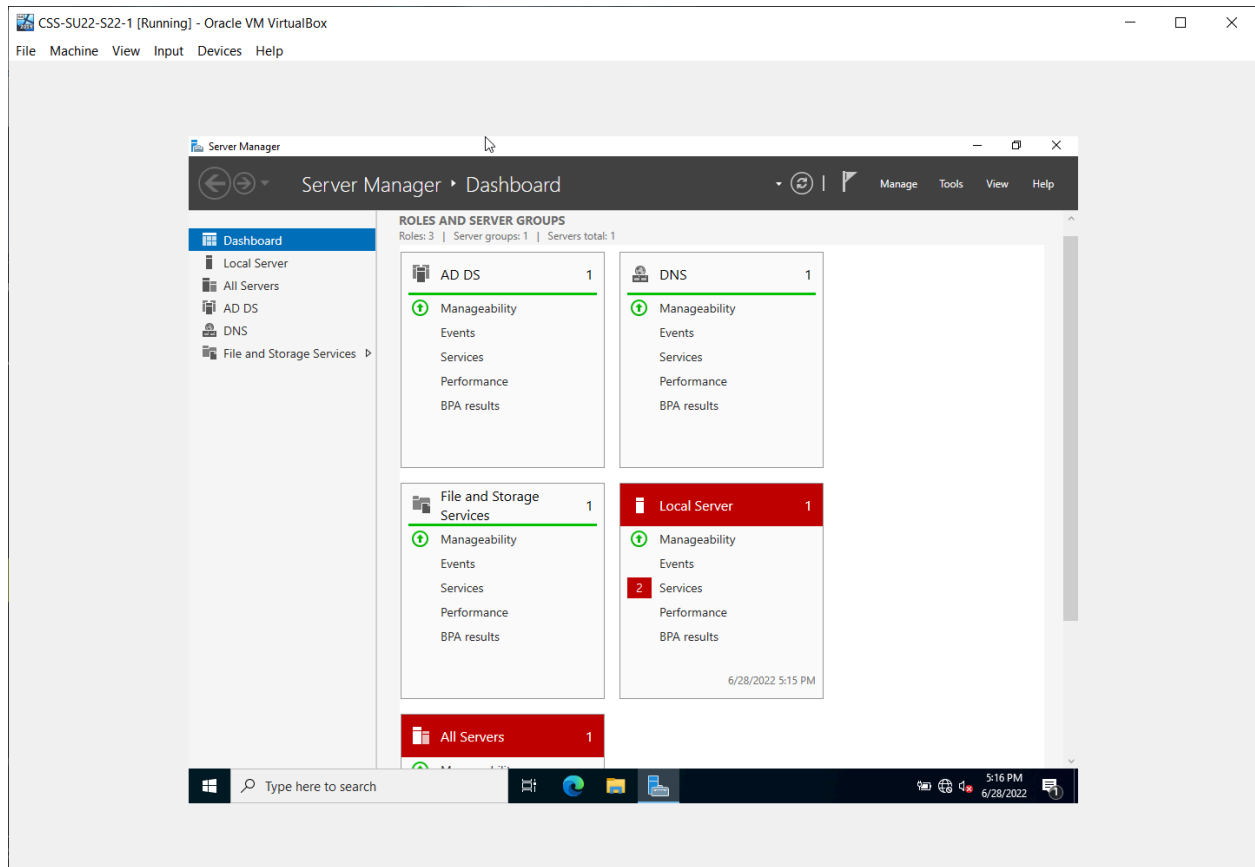 CSS-SU22-S22-1 [Running] - Oracle VM VirtualBox
File Machine View Input Devices Help
Server Manager
Server Manager Dashboard
Manage Tools View Help
Dashboard
Local Server
All Servers
AD DS
DNS
File and Storage Services
ROLES AND SERVER GROUPS
Roles: 3 | Server groups: 1 | Servers total: 1
AD DS 1
Manageability
Events
Services
Performance
BPA results
DNS 1
Manageability
Events
Services
Performance
BPA results
File and Storage
Services 1
Manageability
Events
Services
Performance
BPA results
Local Server 1
Manageability
Events
2 Services
Performance
BPA results
6/28/2022 5:15 PM
All Servers 1
Type here to search
5:16 PM
6/28/2022
1